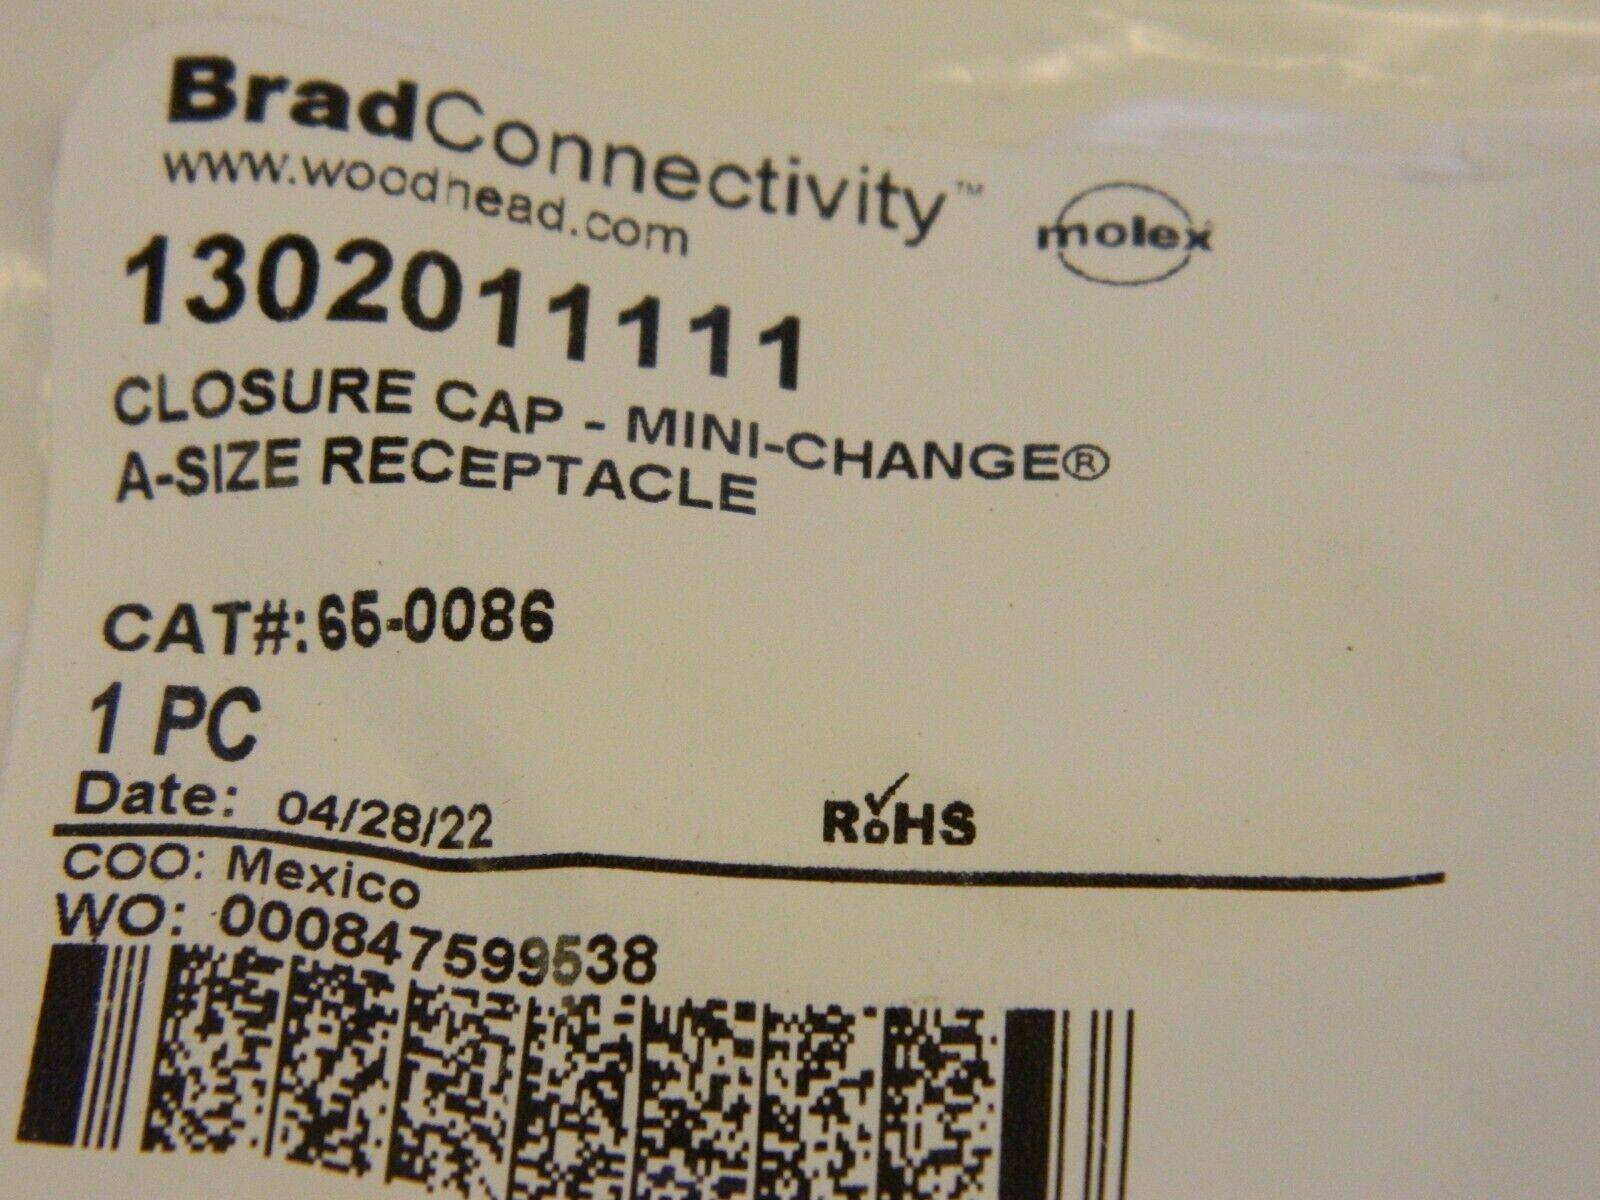 BradConnectivity™
www.woodhead.com
molex
1302011111
CLOSURE CAP - MINI-CHANGE®
A-SIZE RECEPTACLE
CAT#: 65-0086
1 PC
Date: 04/28/22
RoHS
COO: Mexico
WO: 000847599538